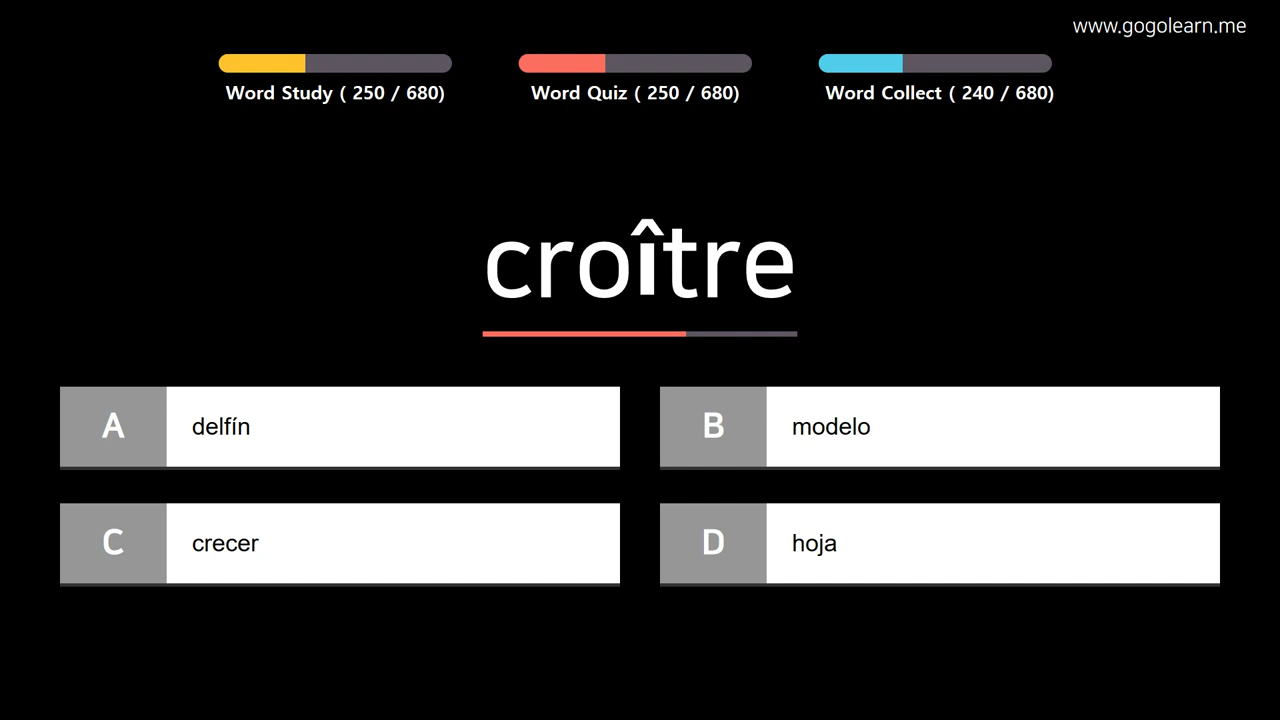 www.gogolearn.me
Word Study ( 250 / 680)
Word Quiz ( 250 / 680)
Word Collect ( 240 / 680)
croître
A delfín
B modelo
C crecer
D hoja